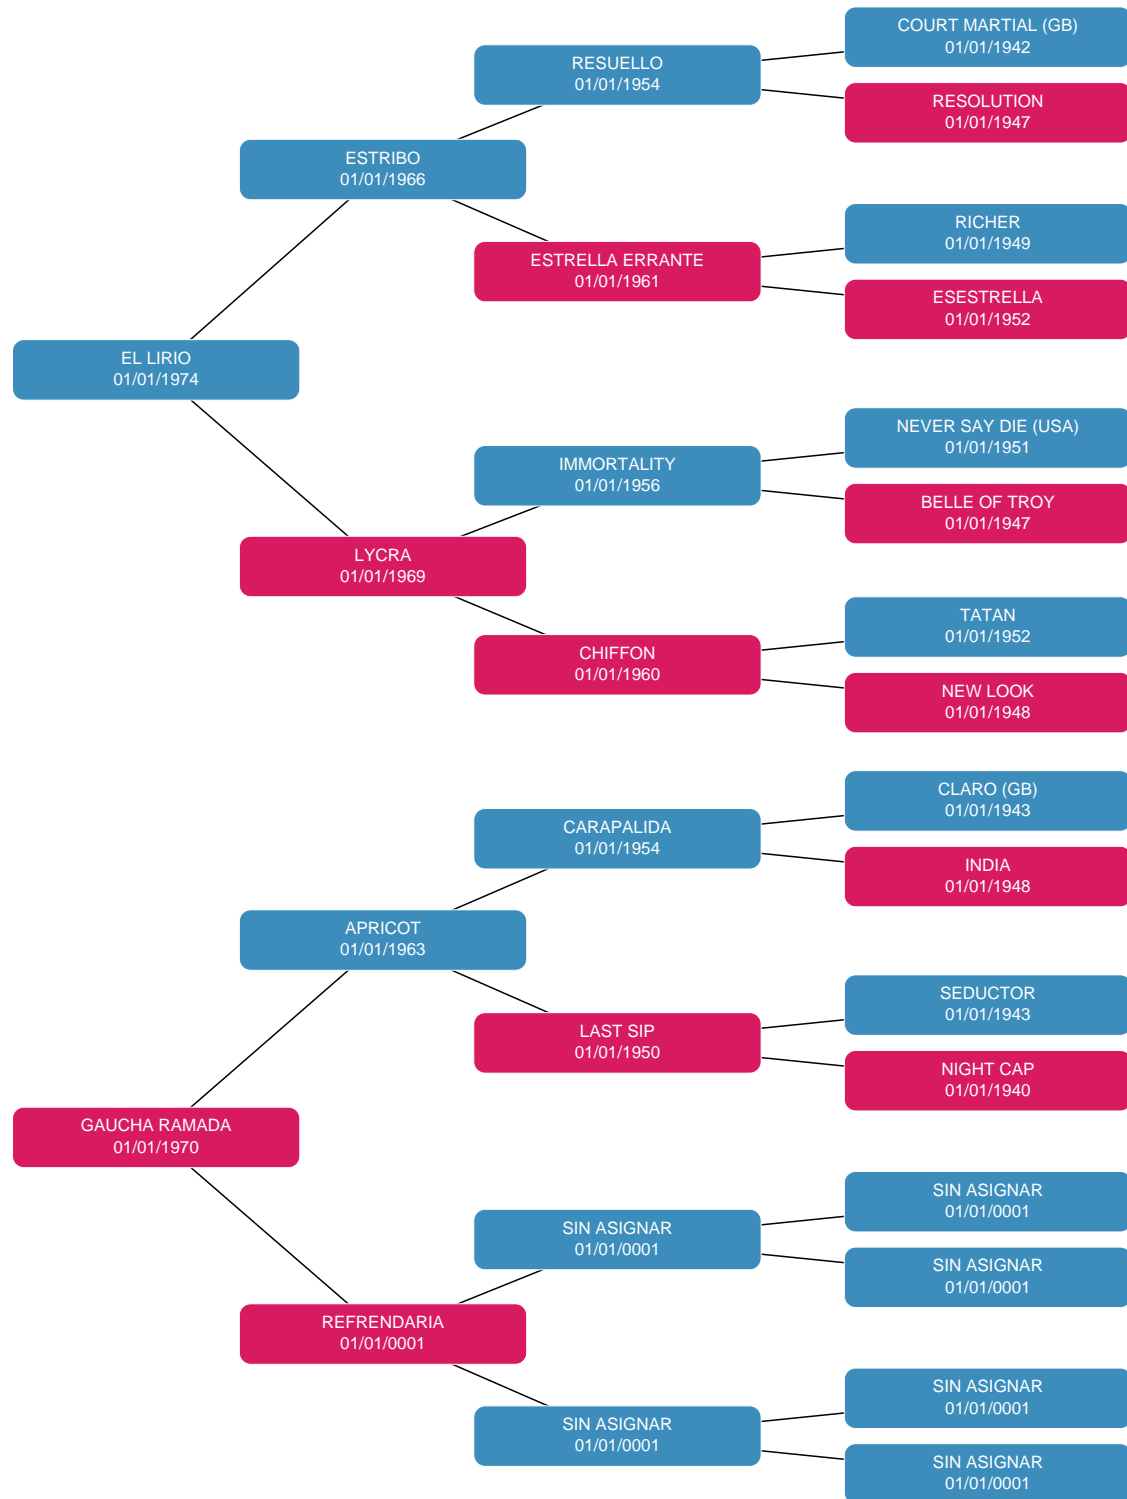 COURT MARTIAL (GB)
01/01/1942
RESUELLO
01/01/1954
RESOLUTION
01/01/1947
ESTRIBO
01/01/1966
RICHER
01/01/1949
ESTRELLA ERRANTE
01/01/1961
ESESTRELLA
01/01/1952
EL LIRIO
01/01/1974
NEVER SAY DIE (USA)
01/01/1951
IMMORTALITY
01/01/1956
BELLE OF TROY
01/01/1947
LYCRA
01/01/1969
TATAN
01/01/1952
CHIFFON
01/01/1960
NEW LOOK
01/01/1948
CLARO (GB)
01/01/1943
CARAPALIDA
01/01/1954
INDIA
01/01/1948
APRICOT
01/01/1963
SEDUCTOR
01/01/1943
LAST SIP
01/01/1950
NIGHT CAP
01/01/1940
GAUCHA RAMADA
01/01/1970
SIN ASIGNAR
01/01/0001
SIN ASIGNAR
01/01/0001
SIN ASIGNAR
01/01/0001
REFRENDARIA
01/01/0001
SIN ASIGNAR
01/01/0001
SIN ASIGNAR
01/01/0001
SIN ASIGNAR
01/01/0001